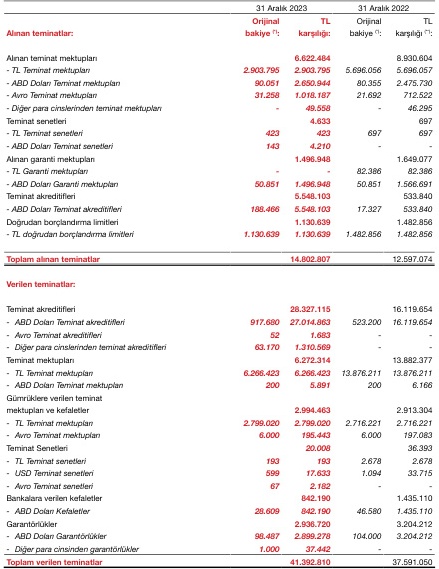 31 Aralık 2023 31 Aralık 2022
Orijinal TL Orijinal TL
Alınan teminatlar: bakiye (*): karşılığı: bakiye (*): karşılığı (*):
Alınan teminat mektupları 6.622.484 8.930.604
- TL Teminat mektupları 2.903.795 2.903.795 5.696.056 5.696.057
- ABD Doları Teminat mektupları 90.051 2.650.944 80.355 2.475.730
- Avro Teminat mektupları 31.258 1.018.187 21.692 712.522
- Diğer para cinslerinden teminat mektupları - 49.558 - 46.295
Teminat senetleri 4.633 697
- TL Teminat senetleri 423 423 697 697
- ABD Doları Teminat senetleri 143 4.210 - -
Alınan garanti mektupları 1.496.948 1.649.077
- TL Garanti mektupları - - 82.386 82.386
- ABD Doları Garanti mektupları 50.851 1.496.948 50.851 1.566.691
Teminat akreditifleri 5.548.103 533.840
- ABD Doları Teminat akreditifleri 188.466 5.548.103 17.327 533.840
Doğrudan borçlandırma limitleri 1.130.639 1.482.856
- TL doğrudan borçlandırma limitleri 1.130.639 1.130.639 1.482.856 1.482.856
Toplam alınan teminatlar 14.802.807 12.597.074
Verilen teminatlar:
Teminat akreditifleri 28.327.115 16.119.654
- ABD Doları Teminat akreditifleri 917.680 27.014.863 523.200 16.119.654
- Avro Teminat akreditifleri 52 1.683 - -
- Diğer para cinslerinden teminat akreditifleri 63.170 1.310.569 - -
Teminat mektupları 6.272.314 13.882.377
- TL Teminat mektupları 6.266.423 6.266.423 13.876.211 13.876.211
- ABD Doları Teminat mektupları 200 5.891 200 6.166
Gümrüklere verilen teminat
mektupları ve kefaletler 2.994.463 2.913.304
- TL Teminat mektupları 2.799.020 2.799.020 2.716.221 2.716.221
- Avro Teminat mektupları 6.000 195.443 6.000 197.083
Teminat Senetleri 20.008 36.393
- TL Teminat senetleri 193 193 2.678 2.678
- USD Teminat senetleri 599 17.633 1.094 33.715
- Avro Teminat senetleri 67 2.182 - -
Bankalara verilen kefaletler 842.190 1.435.110
- ABD Doları Kefaletler 28.609 842.190 46.580 1.435.110
Garantörlükler 2.936.720 3.204.212
- ABD Doları Garantörlükler 98.487 2.899.278 104.000 3.204.212
- Diğer para cinsinden garantörlükler 1.000 37.442 - -
Toplam verilen teminatlar 41.392.810 37.591.050